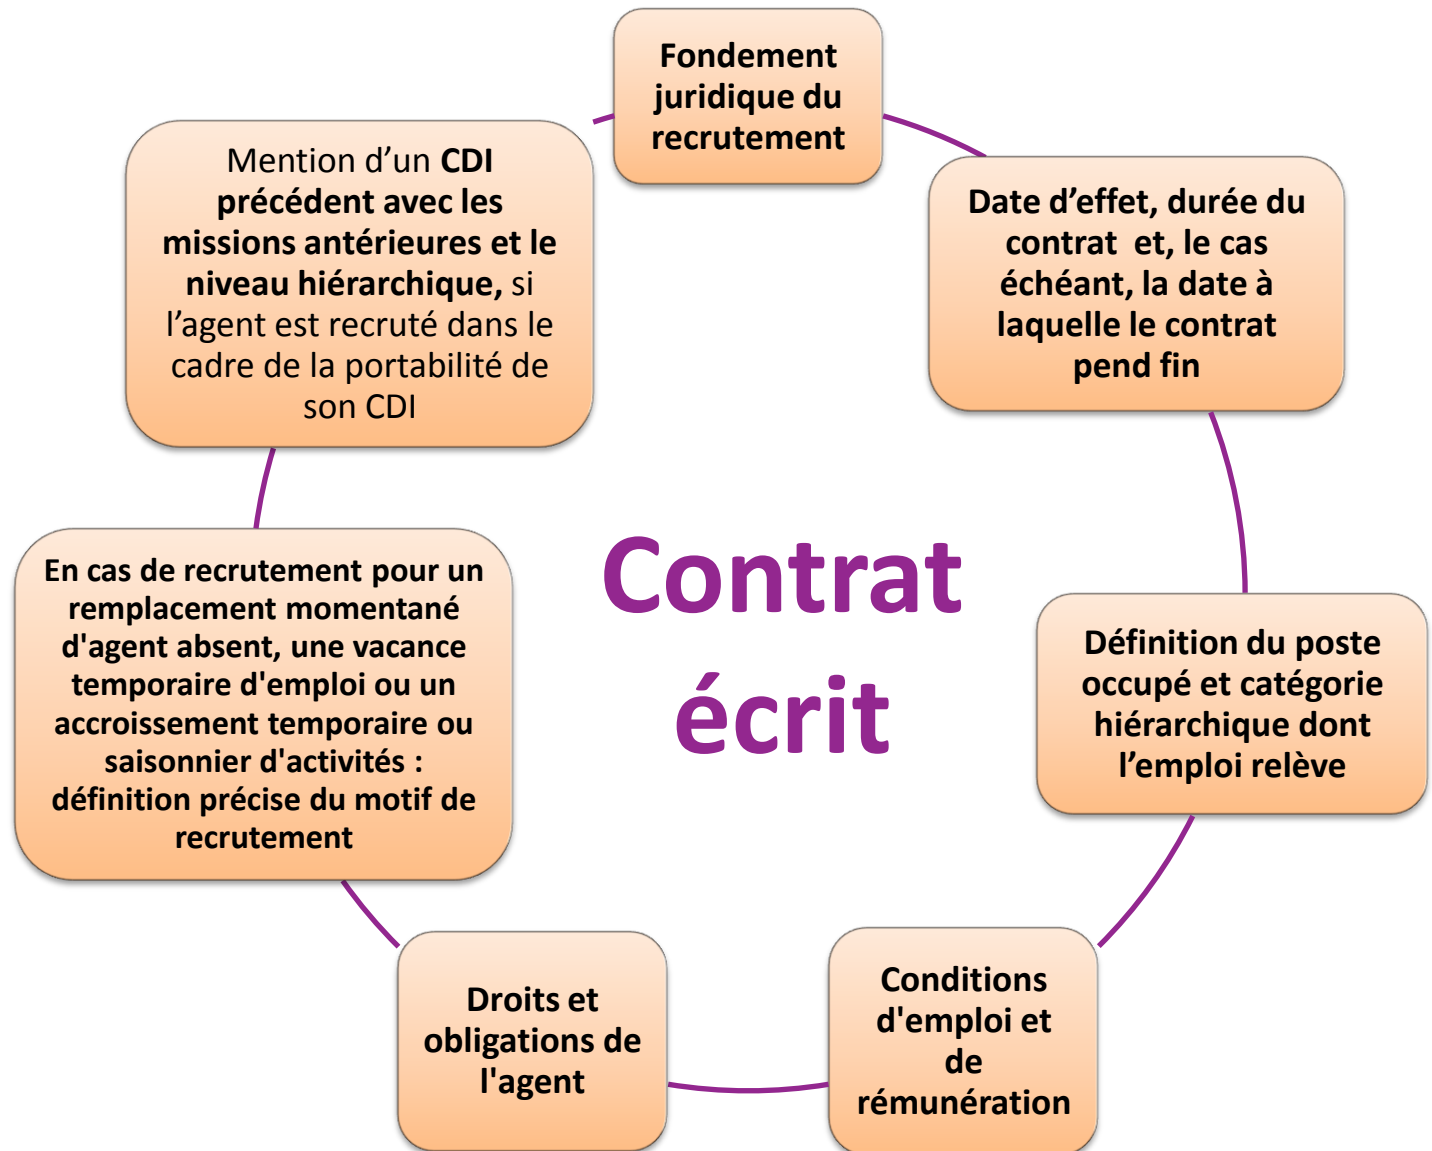 Fondement
juridique du
recrutement
Date d’effet, durée du
contrat et, le cas
échéant, la date à
laquelle le contrat
pend fin
Définition du poste
occupé et catégorie
hiérarchique dont
l’emploi relève
Conditions
d'emploi et
de
rémunération
Droits et
obligations de
l'agent
En cas de recrutement pour un
remplacement momentané
d'agent absent, une vacance
temporaire d'emploi ou un
accroissement temporaire ou
saisonnier d'activités :
définition précise du motif de
recrutement
Mention d’un CDI
précédent avec les
missions antérieures et le
niveau hiérarchique, si
l’agent est recruté dans le
cadre de la portabilité de
son CDI
Contrat
écrit